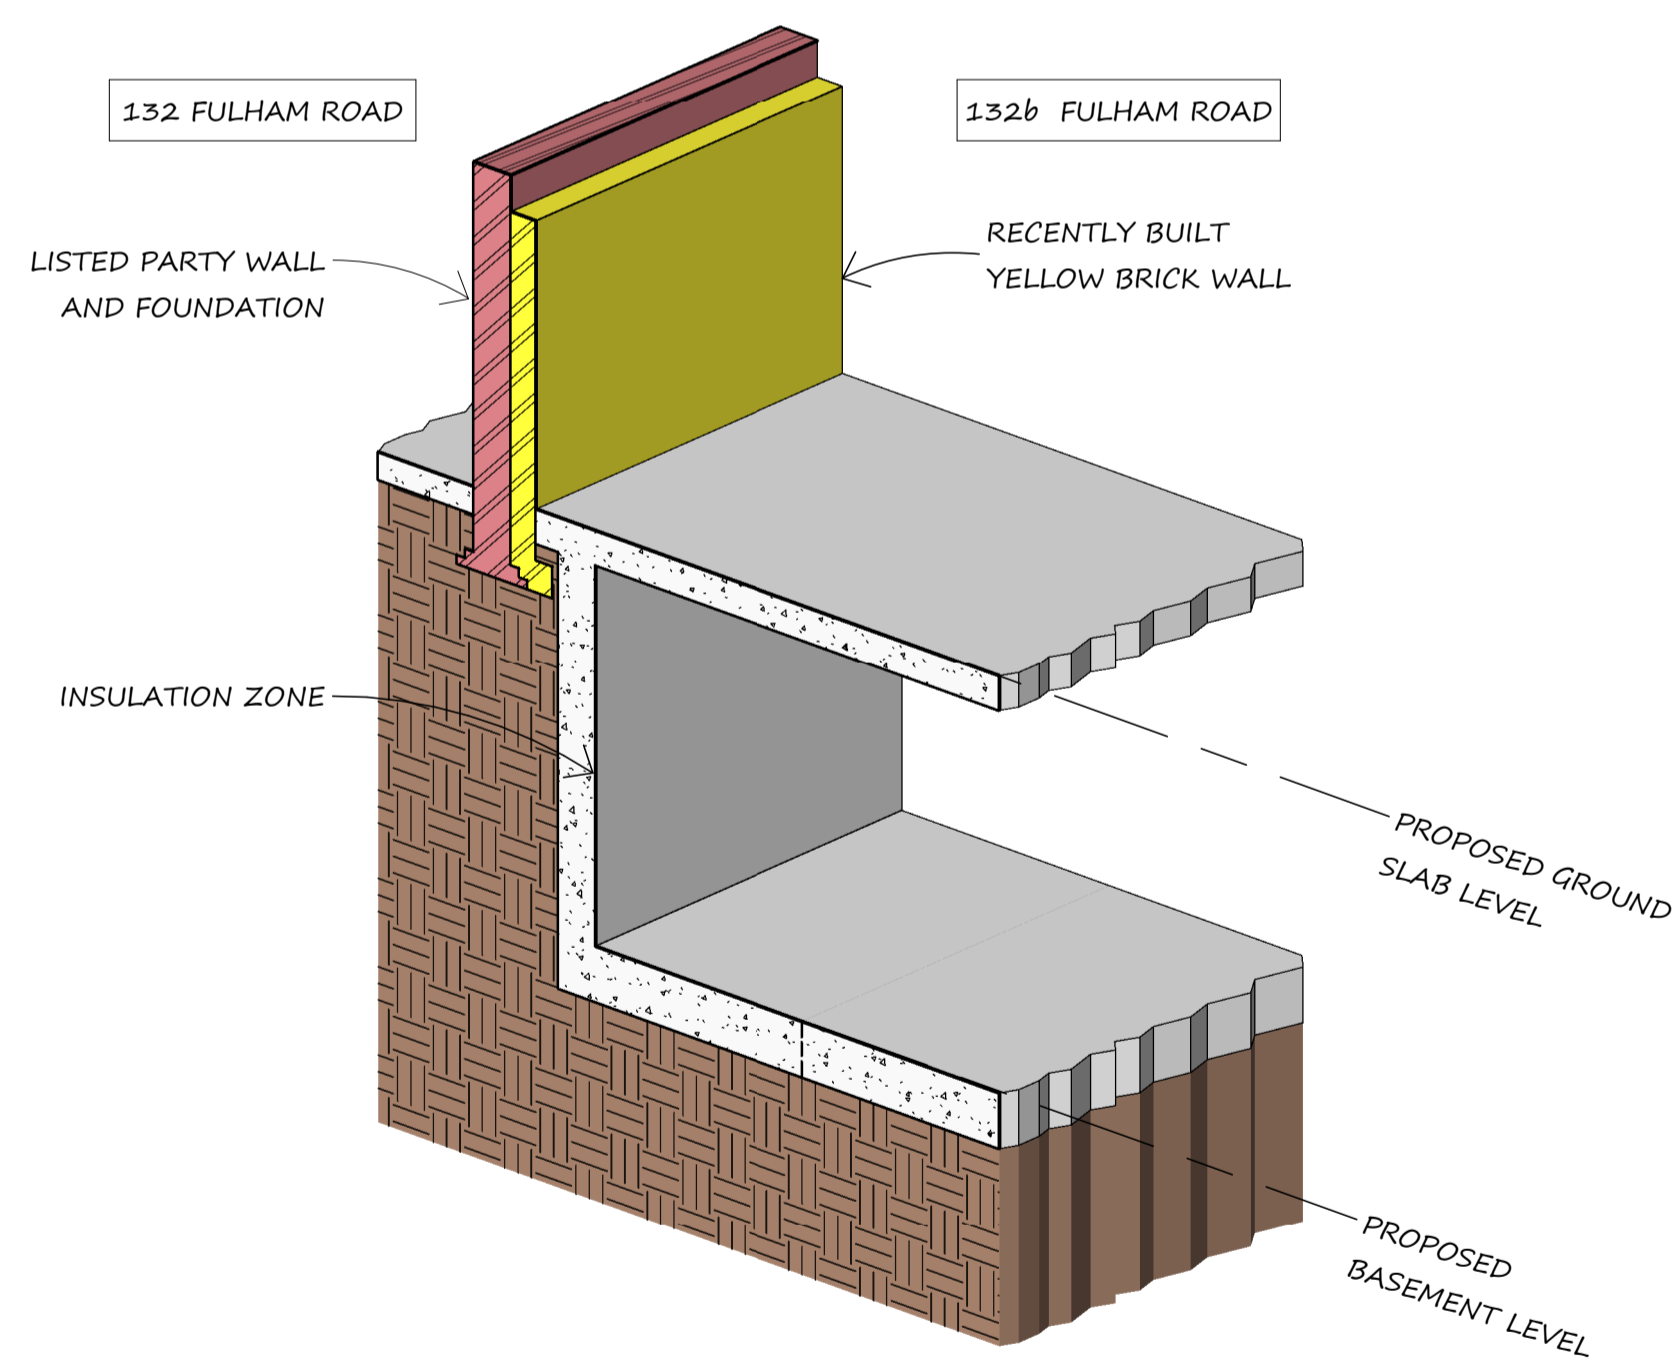 132 FULHAM ROAD
132b FULHAM ROAD
LISTED PARTY WALL
AND FOUNDATION
RECENTLY BUILT
YELLOW BRICK WALL
INSULATION ZONE
PROPOSED GROUND
SLAB LEVEL
PROPOSED
BASEMENT LEVEL